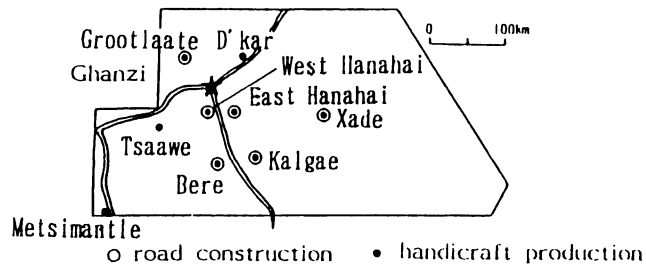 0 100km
Grootlaate D'kar
Ghanzi
West Hanahai
East Hanahai
Xade
Tsaawe
Kalgae
Bere
Metsimantle
road construction handicraft production